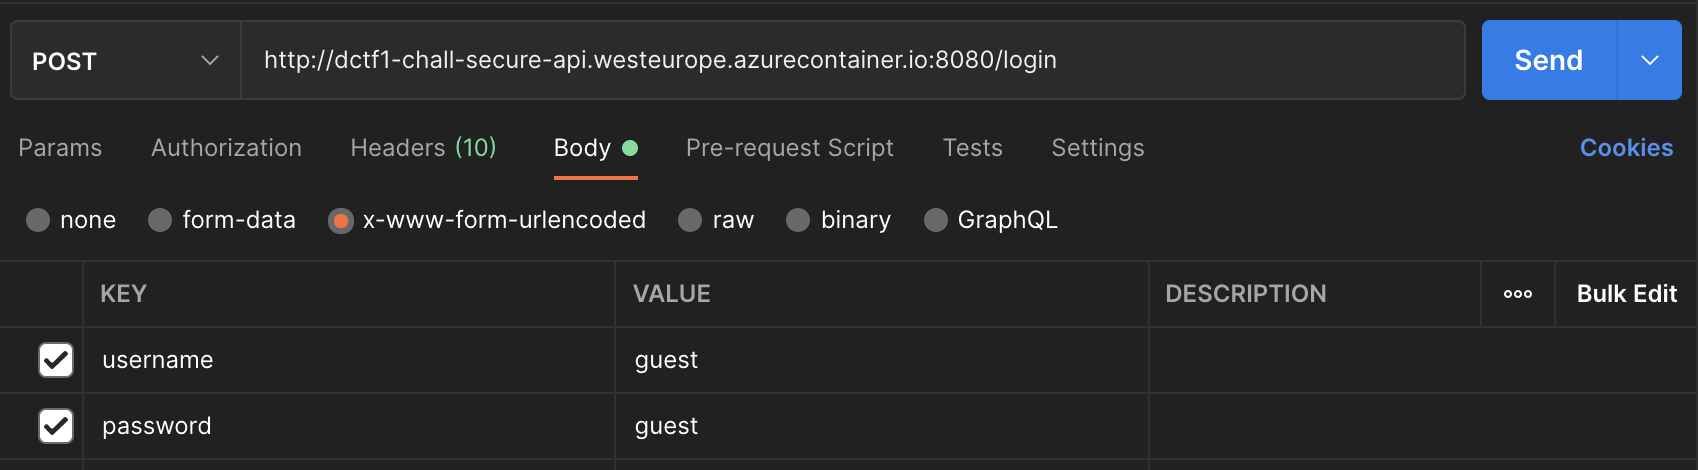 POST http://dctf1-chall-secure-api.westeurope.azurecontainer.io:8080/login Send
Params Authorization Headers (10) Body Pre-request Script Tests Settings Cookies
none form-data x-www-form-urlencoded raw binary GraphQL
KEY VALUE DESCRIPTION ooo Bulk Edit
username guest
password guest